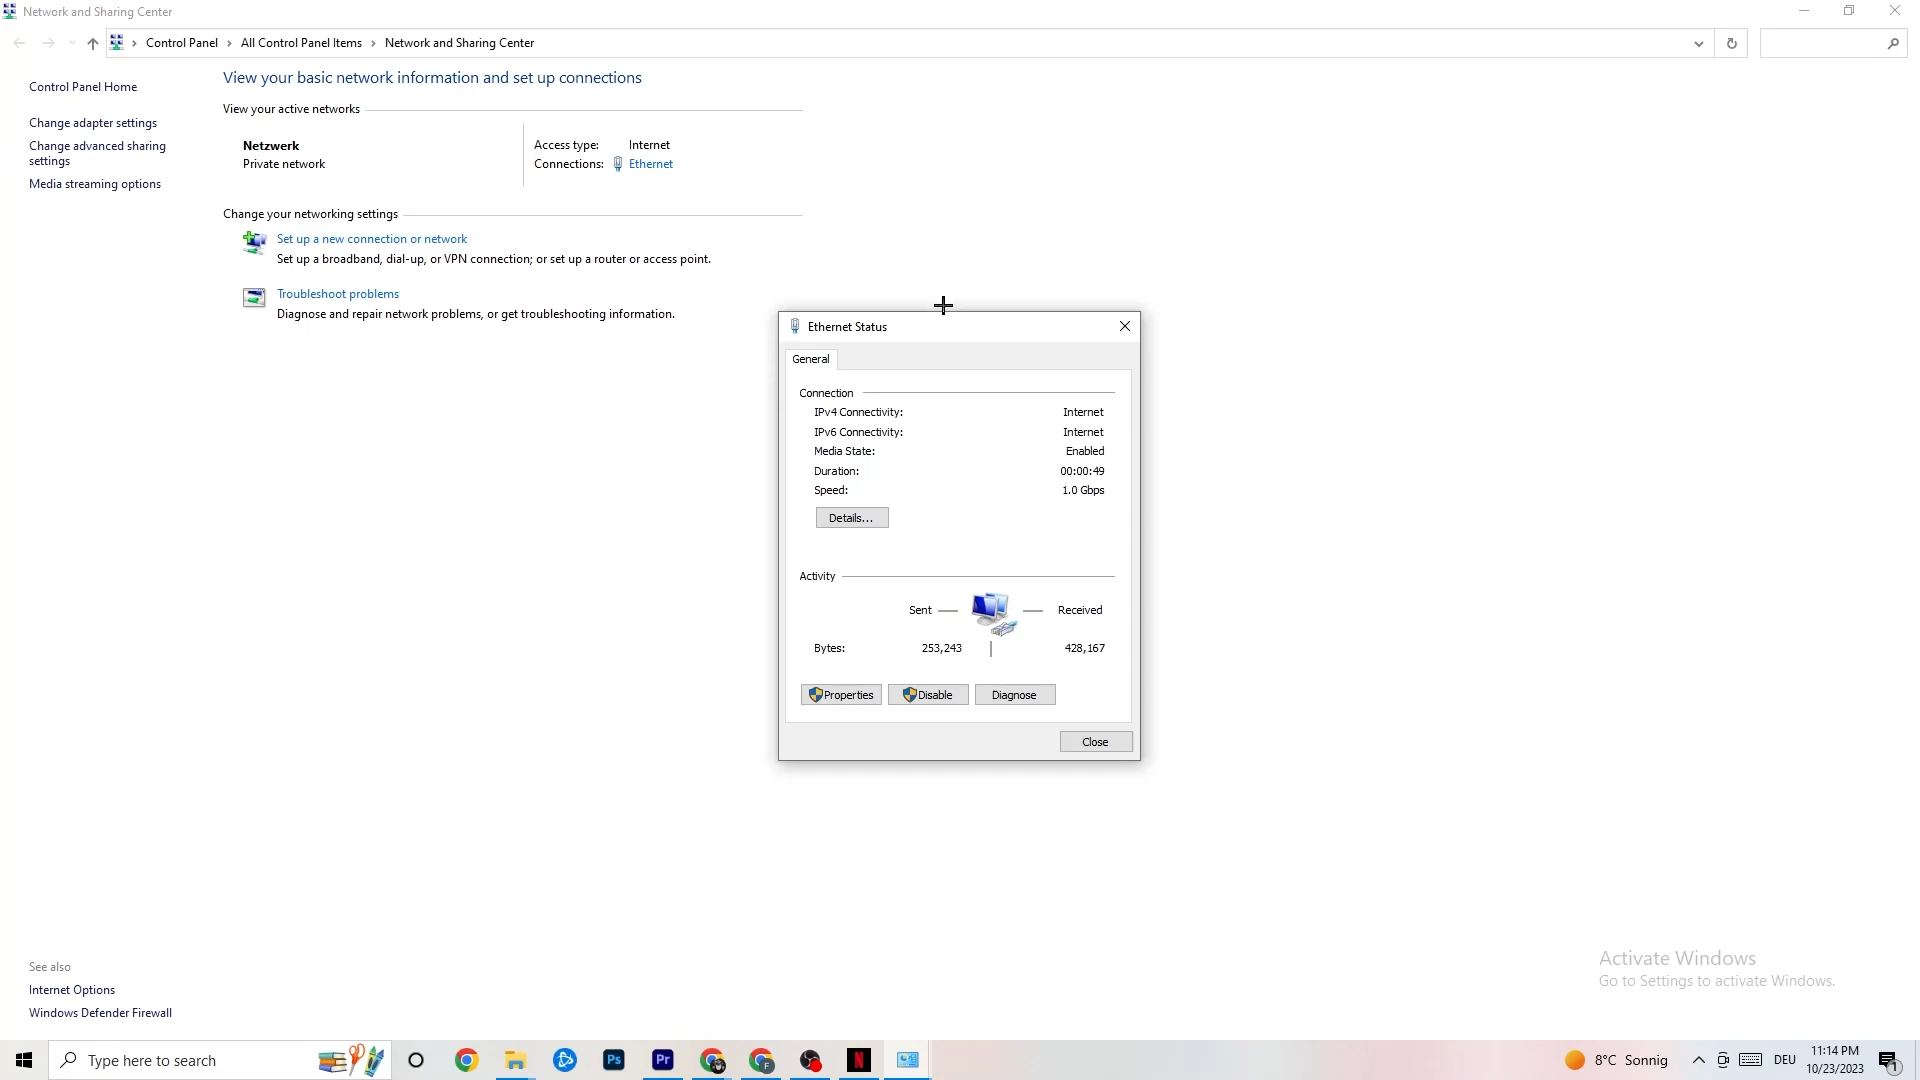 Network and Sharing Center
Control Panel > All Control Panel Items > Network and Sharing Center
Control Panel Home
Change adapter settings
Change advanced sharing
settings
Media streaming options
View your basic network information and set up connections
View your active networks
Netzwerk
Private network
Access type: Internet
Connections: Ethernet
Change your networking settings
Set up a new connection or network
Set up a broadband, dial-up, or VPN connection; or set up a router or access point.
Troubleshoot problems
Diagnose and repair network problems, or get troubleshooting information.
Ethernet Status
General
Connection
IPv4 Connectivity: Internet
IPv6 Connectivity: Internet
Media State: Enabled
Duration: 00:00:49
Speed: 1.0 Gbps
Details...
Activity
Sent Received
Bytes: 253,243 428,167
Properties Disable Diagnose
Close
See also
Internet Options
Windows Defender Firewall
Activate Windows
Go to Settings to activate Windows.
Type here to search
Ps
Pr
F
N
8°C Sonnig
DEU
11:14 PM
10/23/2023
1